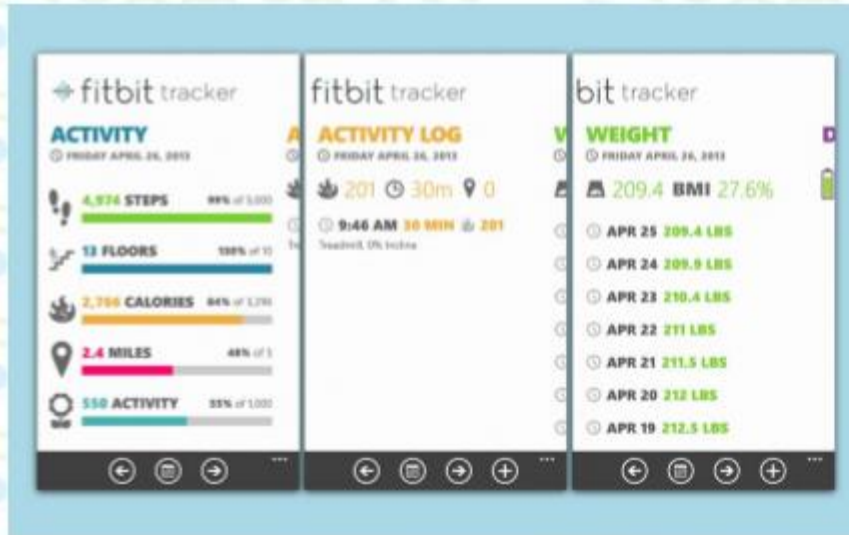 fitbit tracker
ACTIVITY
FRIDAY APRIL 26, 2013
4,974 STEPS 99% of 5,000
13 FLOORS 130% of 10
2,766 CALORIES 84% of 3,290
2.4 MILES 48% of 5
550 ACTIVITY 55% of 1,000
fitbit tracker
ACTIVITY LOG
FRIDAY APRIL 26, 2013
201 30m 0
9:46 AM 30 MIN 201
Treadmill, 0% Incline
bit tracker
WEIGHT
FRIDAY APRIL 26, 2013
209.4 BMI 27.6%
APR 25 209.4 LBS
APR 24 209.9 LBS
APR 23 210.4 LBS
APR 22 211 LBS
APR 21 211.5 LBS
APR 20 212 LBS
APR 19 212.5 LBS